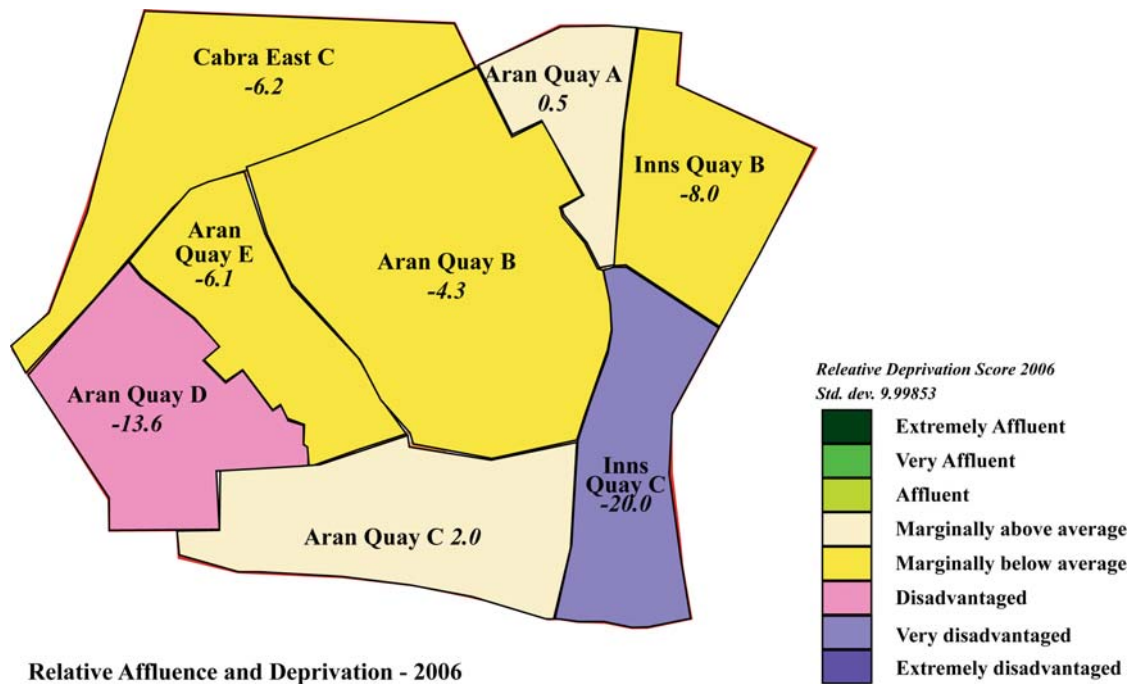 Cabra East C
-6.2
Aran Quay A
0.5
Inns Quay B
-8.0
Aran
Quay E
-6.1
Aran Quay B
-4.3
Aran Quay D
-13.6
Inns
Quay C
-20.0
Aran Quay C 2.0
Releative Deprivation Score 2006
Std. dev. 9.99853
Extremely Affluent
Very Affluent
Affluent
Marginally above average
Marginally below average
Disadvantaged
Very disadvantaged
Extremely disadvantaged
Relative Affluence and Deprivation - 2006